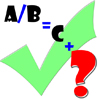 A/B
=C
+
?